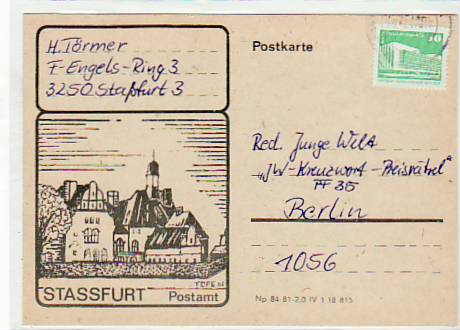 H. Törmer
F-Engels-Ring 3
3250 Staßfurt 3
Postkarte
30
Red. Junge Welt
"JW-Kreuzwort-Preisrätsel"
PF 35
Berlin
1056
STASSFURT Postamt
Np 84-81-2,0 IV 1 18 815